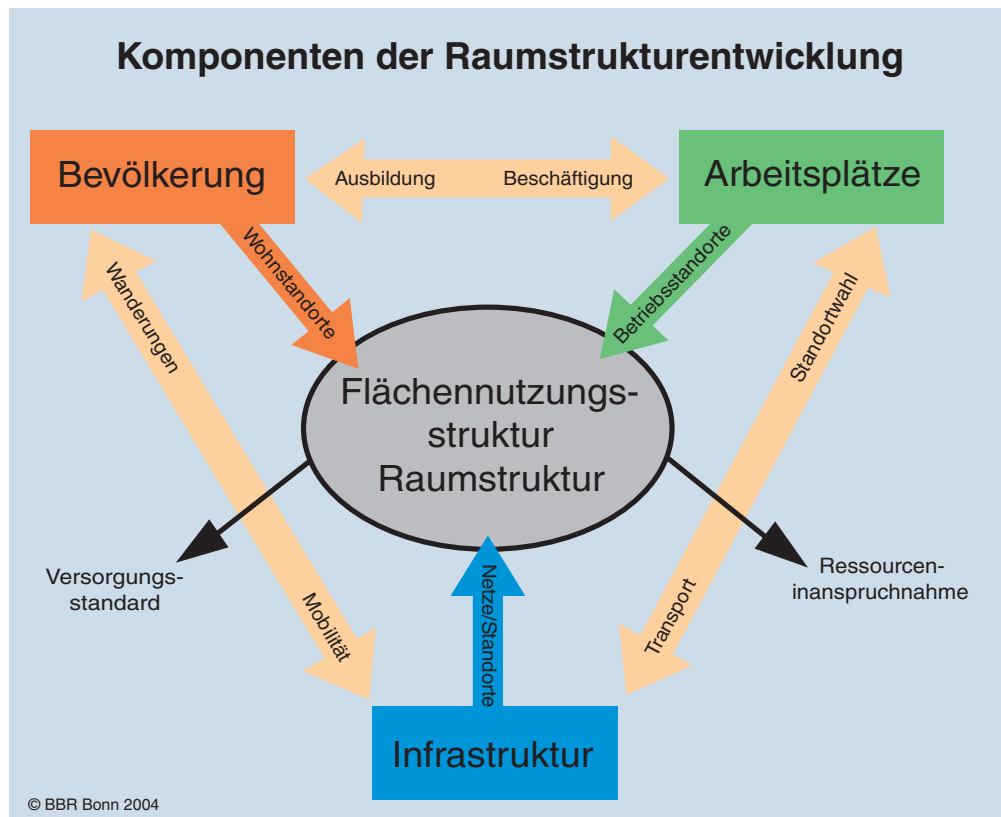 Komponenten der Raumstrukturentwicklung
Bevölkerung
Ausbildung
Beschäftigung
Arbeitsplätze
Wohnstandorte
Betriebsstandorte
Wanderungen
Standortwahl
Flächennutzungs-
struktur
Raumstruktur
Versorgungs-
standard
Ressourcen-
inanspruchnahme
Mobilität
Netze/Standorte
Transport
Infrastruktur
© BBR Bonn 2004